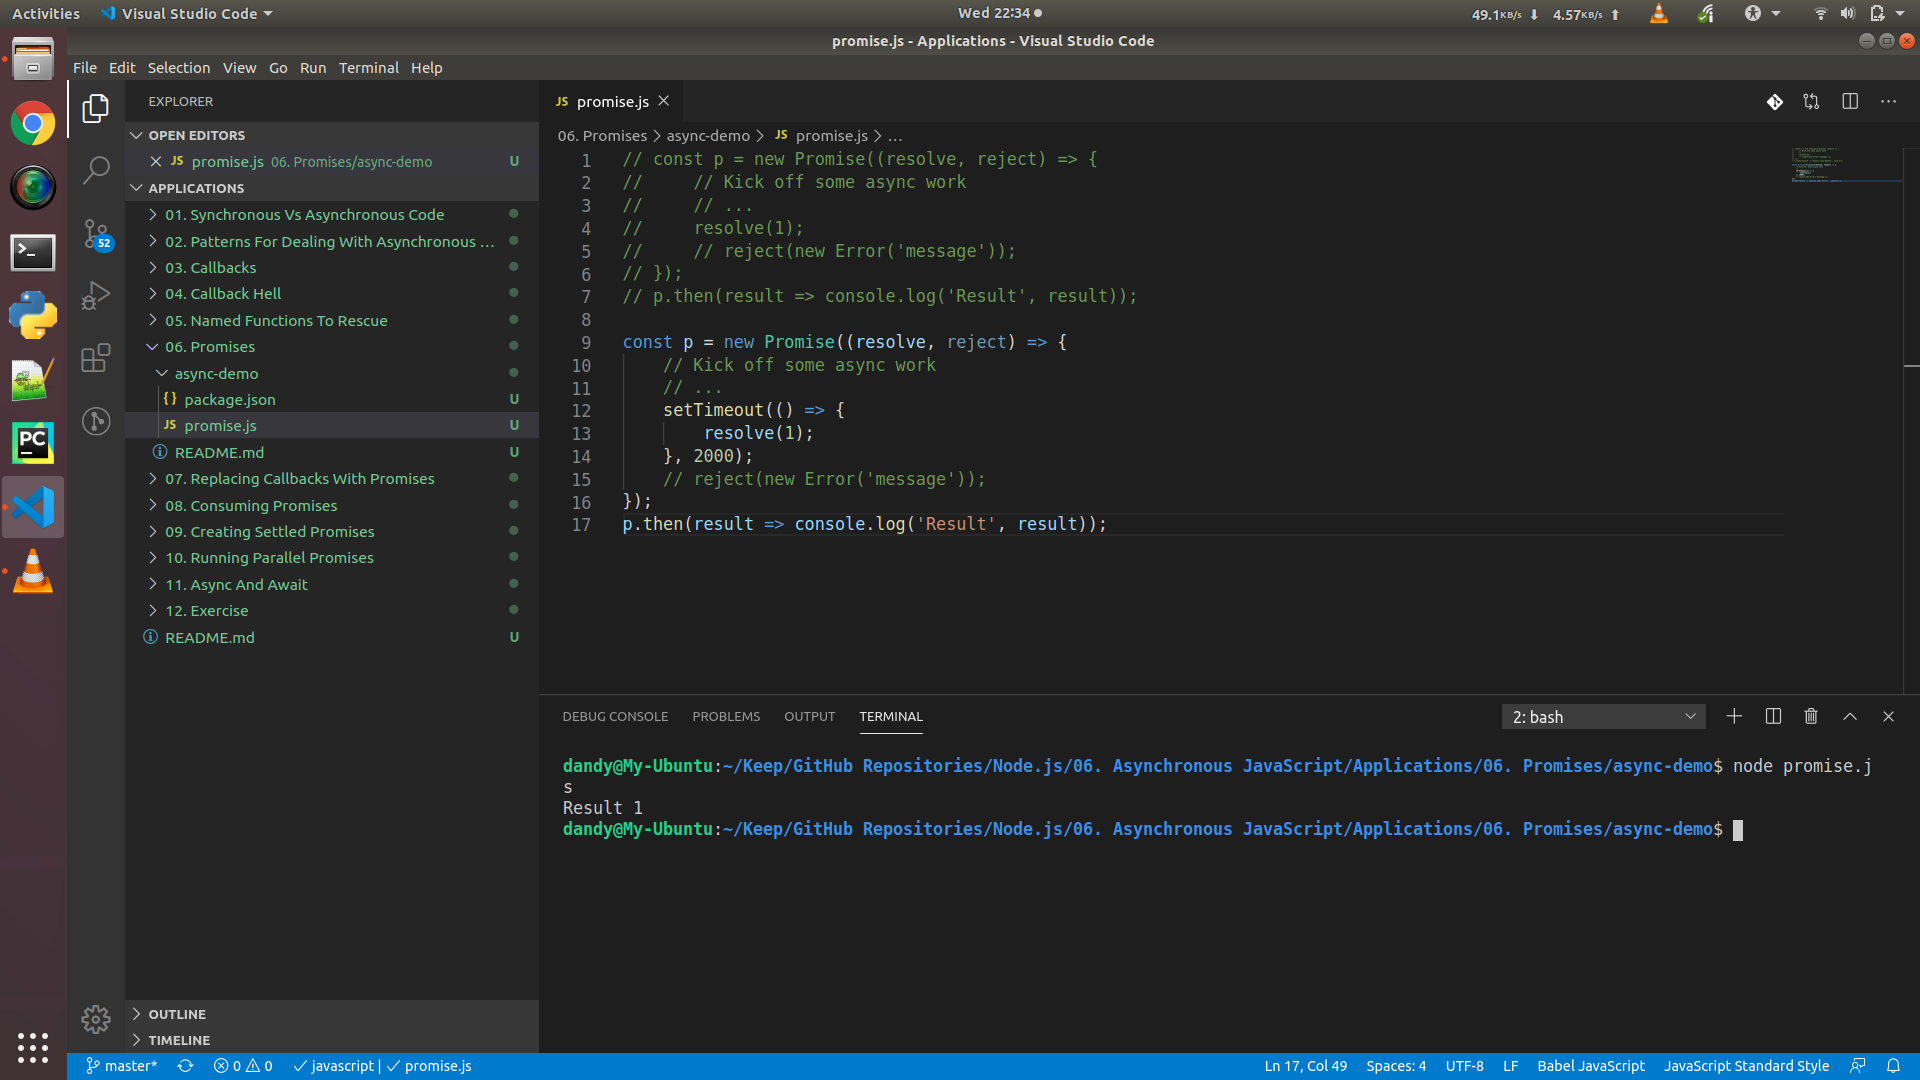 Activities Visual Studio Code Wed 22:34 49.1KB/s 4.57KB/s
promise.js - Applications - Visual Studio Code
File Edit Selection View Go Run Terminal Help
EXPLORER
OPEN EDITORS
JS promise.js 06. Promises/async-demo U
APPLICATIONS
01. Synchronous Vs Asynchronous Code
02. Patterns For Dealing With Asynchronous ...
03. Callbacks
04. Callback Hell
05. Named Functions To Rescue
06. Promises
async-demo
{} package.json U
JS promise.js U
README.md U
07. Replacing Callbacks With Promises
08. Consuming Promises
09. Creating Settled Promises
10. Running Parallel Promises
11. Async And Await
12. Exercise
README.md U
OUTLINE
TIMELINE
52
PC
JS promise.js
06. Promises > async-demo > JS promise.js > ...
1 // const p = new Promise((resolve, reject) => {
2 //     // Kick off some async work
3 //     // ...
4 //     resolve(1);
5 //     // reject(new Error('message'));
6 // });
7 // p.then(result => console.log('Result', result));
8
9 const p = new Promise((resolve, reject) => {
10     // Kick off some async work
11     // ...
12     setTimeout(() => {
13         resolve(1);
14     }, 2000);
15     // reject(new Error('message'));
16 });
17 p.then(result => console.log('Result', result));
DEBUG CONSOLE PROBLEMS OUTPUT TERMINAL 2: bash
dandy@My-Ubuntu:~/Keep/GitHub Repositories/Node.js/06. Asynchronous JavaScript/Applications/06. Promises/async-demo$ node promise.j
s
Result 1
dandy@My-Ubuntu:~/Keep/GitHub Repositories/Node.js/06. Asynchronous JavaScript/Applications/06. Promises/async-demo$
master* 0 0 javascript | promise.js Ln 17, Col 49 Spaces: 4 UTF-8 LF Babel JavaScript JavaScript Standard Style